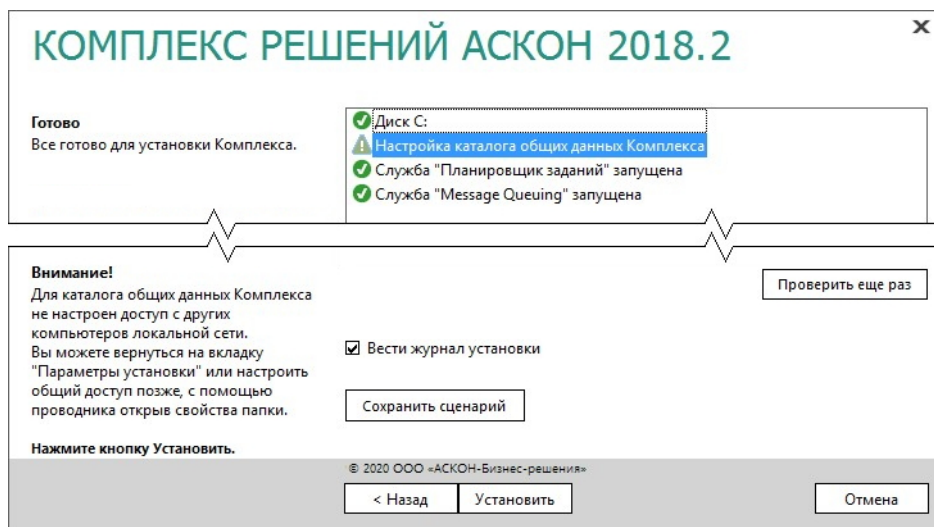 КОМПЛЕКС РЕШЕНИЙ АСКОН 2018.2
Готово
Все готово для установки Комплекса.
Диск C:
Настройка каталога общих данных Комплекса
Служба "Планировщик заданий" запущена
Служба "Message Queuing" запущена
Внимание!
Для каталога общих данных Комплекса
не настроен доступ с других
компьютеров локальной сети.
Вы можете вернуться на вкладку
"Параметры установки" или настроить
общий доступ позже, с помощью
проводника открыв свойства папки.
Нажмите кнопку Установить.
Проверить еще раз
Вести журнал установки
Сохранить сценарий
© 2020 ООО «АСКОН-Бизнес-решения»
< Назад
Установить
Отмена